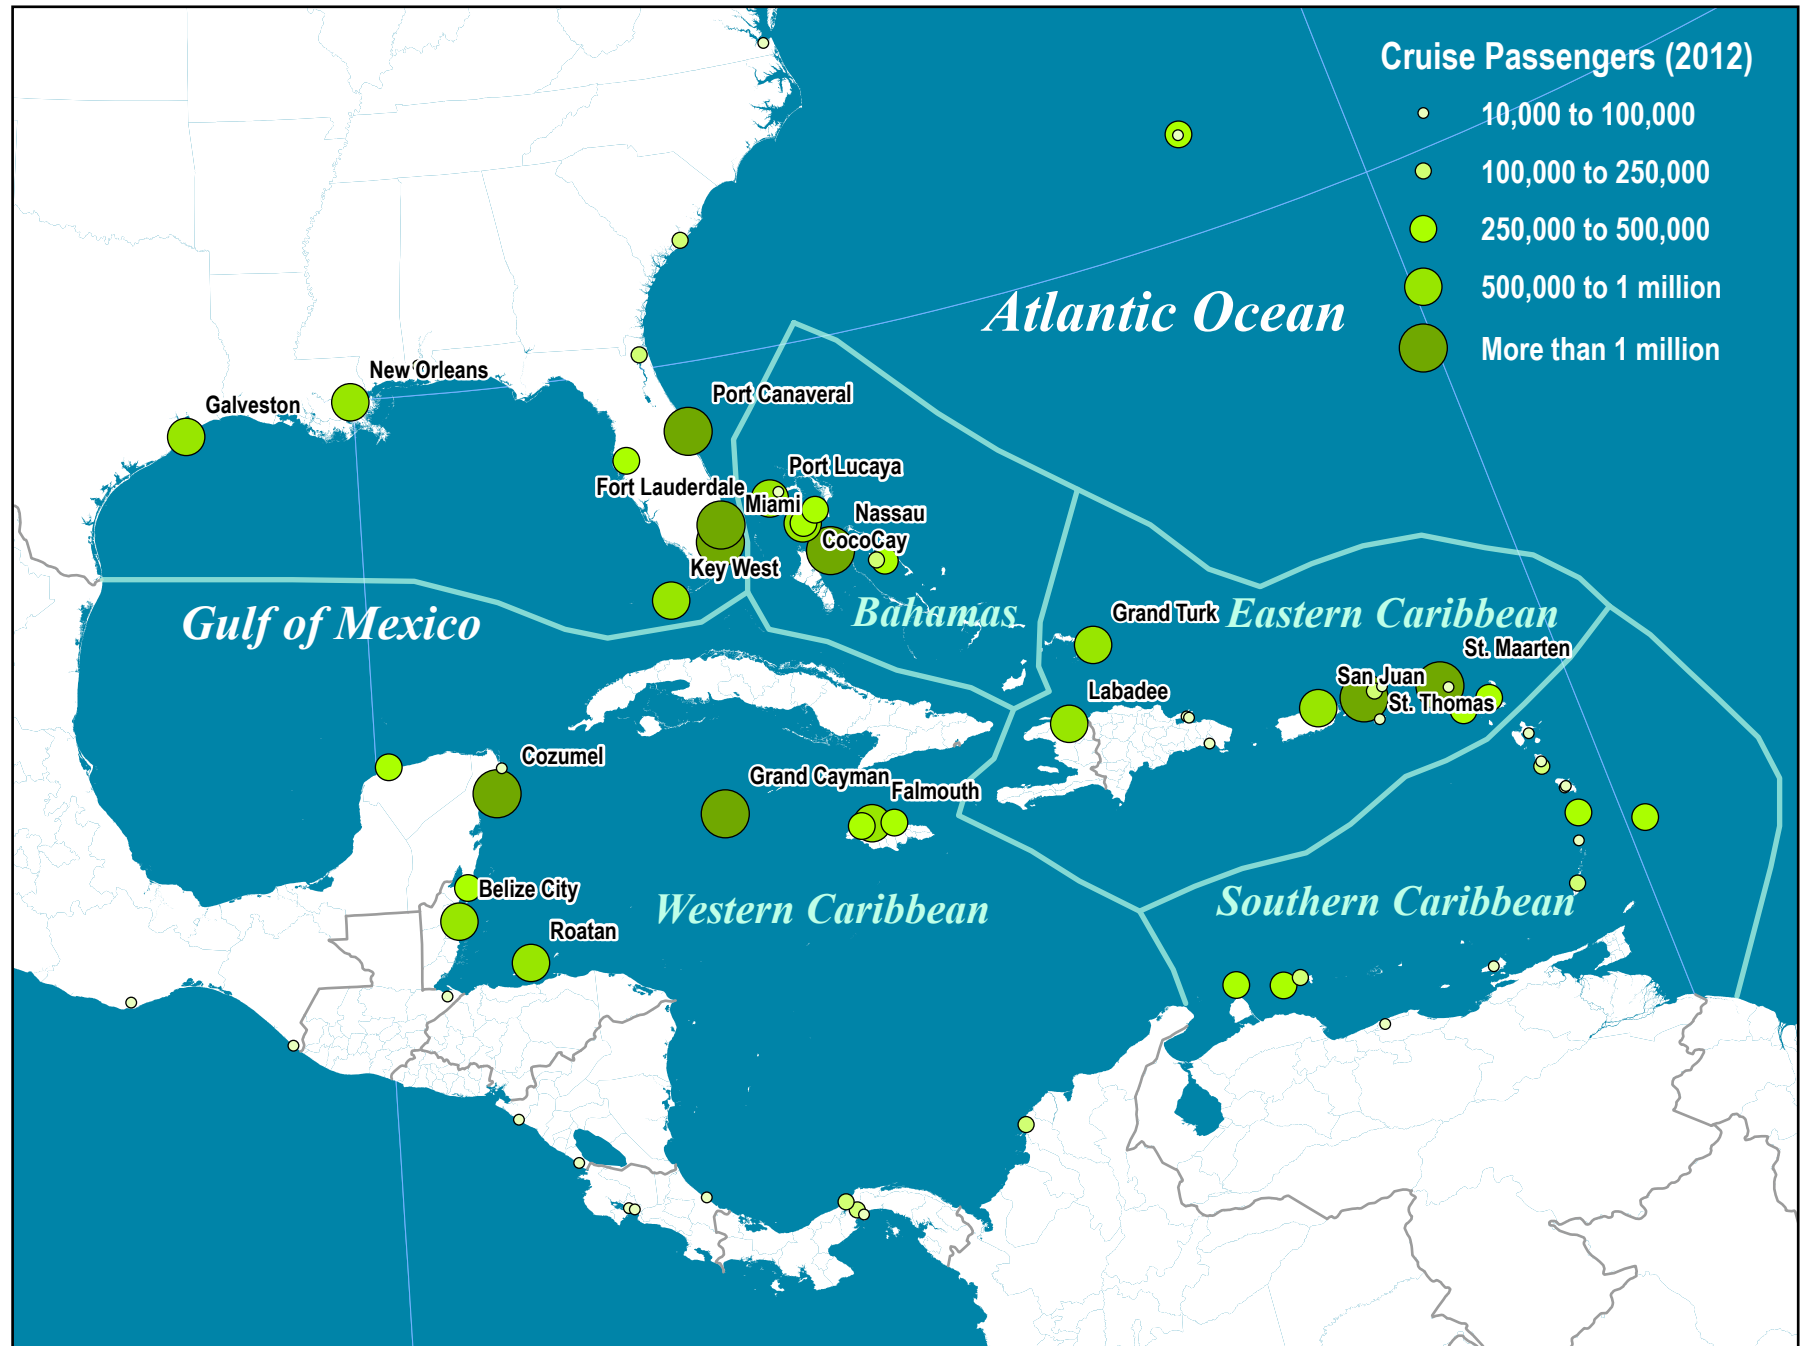 Cruise Passengers (2012)
10,000 to 100,000
100,000 to 250,000
250,000 to 500,000
500,000 to 1 million
More than 1 million
Atlantic Ocean
New Orleans
Galveston
Port Canaveral
Port Lucaya
Fort Lauderdale
Miami
Nassau
CocoCay
Key West
Gulf of Mexico
Bahamas
Grand Turk
Eastern Caribbean
St. Maarten
San Juan
St. Thomas
Labadee
Cozumel
Grand Cayman
Falmouth
Belize City
Western Caribbean
Southern Caribbean
Roatan